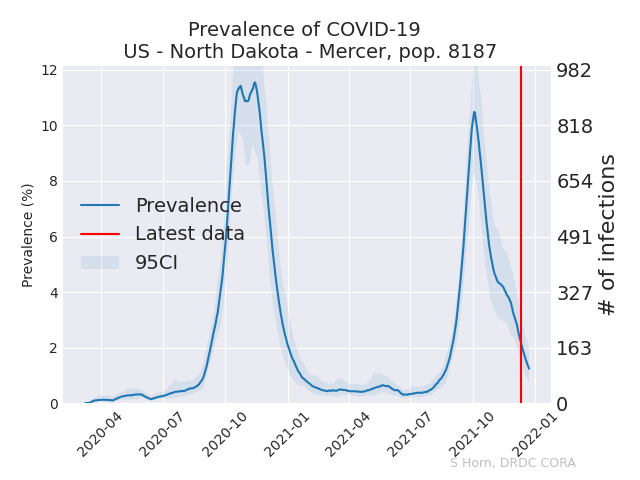 Prevalence of COVID-19
US - North Dakota - Mercer, pop. 8187
12
10
8
6
4
2
0
Prevalence (%)
982
818
654
491
327
163
0
# of infections
Prevalence
Latest data
95CI
2020-04
2020-07
2020-10
2021-01
2021-04
2021-07
2021-10
2022-01
S Horn, DRDC CORA